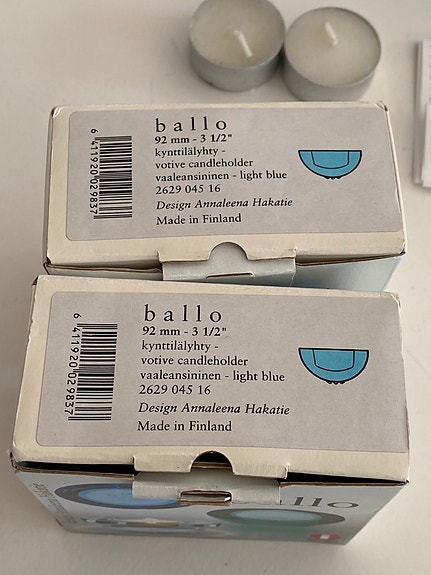 ballo
92 mm - 3 1/2"
kynttilälyhty -
votive candleholder
vaaleansininen - light blue
2629 045 16
Design Annaleena Hakatie
Made in Finland
6 411920 029837
ballo
92 mm - 3 1/2"
kynttilälyhty -
votive candleholder
vaaleansininen - light blue
2629 045 16
Design Annaleena Hakatie
Made in Finland
6 411920 029837